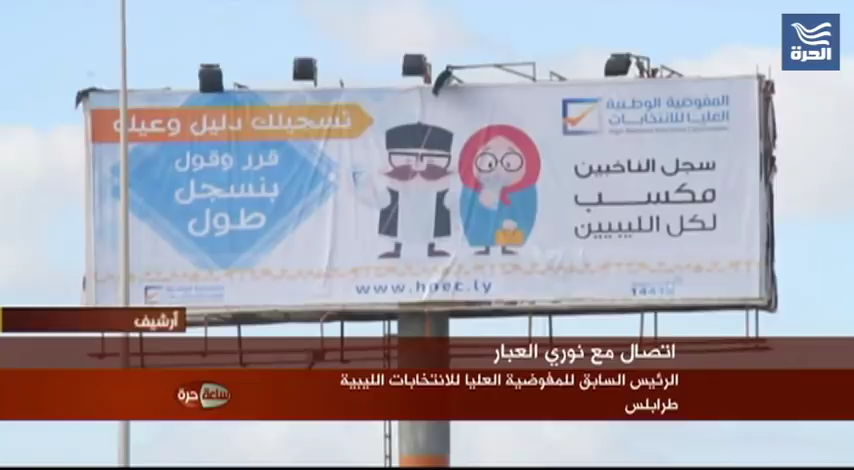 الحرة
المفوضية الوطنية
العليا للانتخابات
High National Elections Commission
تسجيلك دليل وعيك
قرر وقول
بنسجل
طول
سجل الناخبين
مكسب
لكل الليبيين
www.hnec.ly
أرشيف
اتصال مع نوري العبار
الرئيس السابق للمفوضية العليا للانتخابات الليبية
طرابلس
ساعة حرة